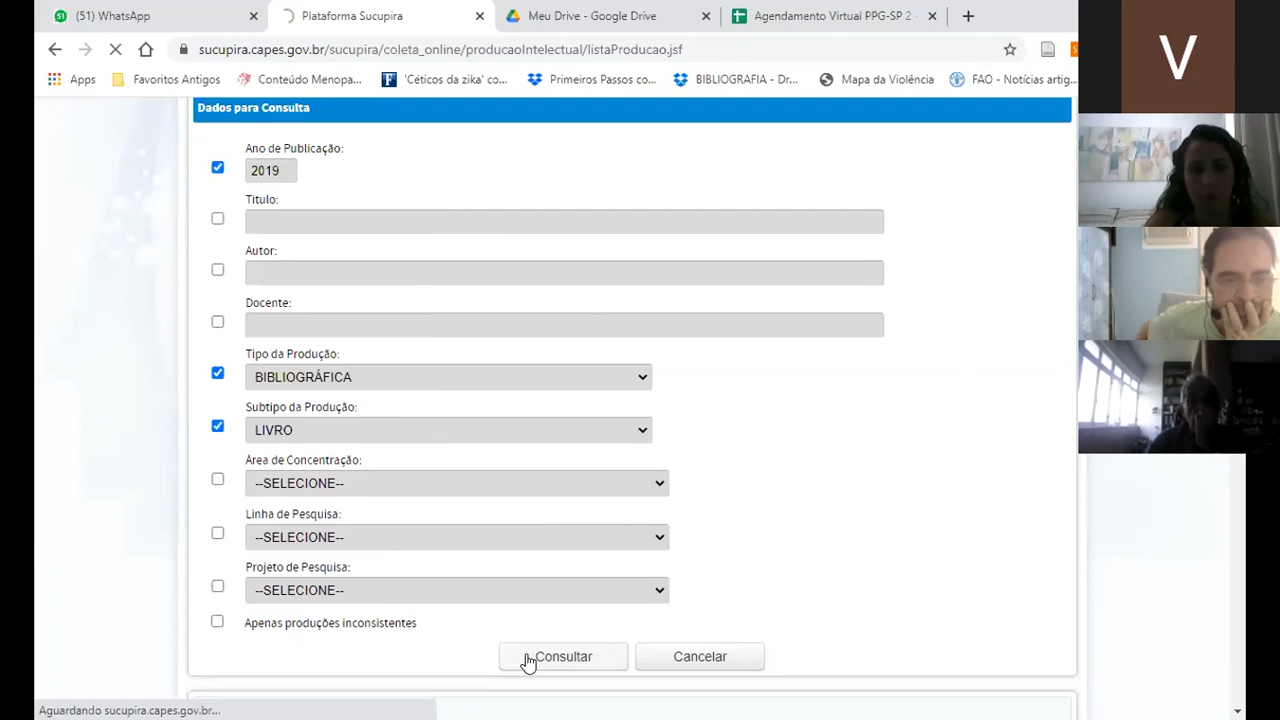 (51) WhatsApp
Plataforma Sucupira
Meu Drive - Google Drive
Agendamento Virtual PPG-SP 2 -
sucupira.capes.gov.br/sucupira/coleta_online/producaoIntelectual/listaProducao.jsf
S
Apps
Favoritos Antigos
Conteúdo Menopa...
'Céticos da zika' co...
Primeiros Passos co...
BIBLIOGRAFIA - Dr...
Mapa da Violência
FAO - Notícias artig...
V
Dados para Consulta
Ano de Publicação:
2019
Título:
Autor:
Docente:
Tipo da Produção:
BIBLIOGRÁFICA
Subtipo da Produção:
LIVRO
Área de Concentração:
--SELECIONE--
Linha de Pesquisa:
--SELECIONE--
Projeto de Pesquisa:
--SELECIONE--
Apenas produções inconsistentes
Consultar
Cancelar
Aguardando sucupira.capes.gov.br...